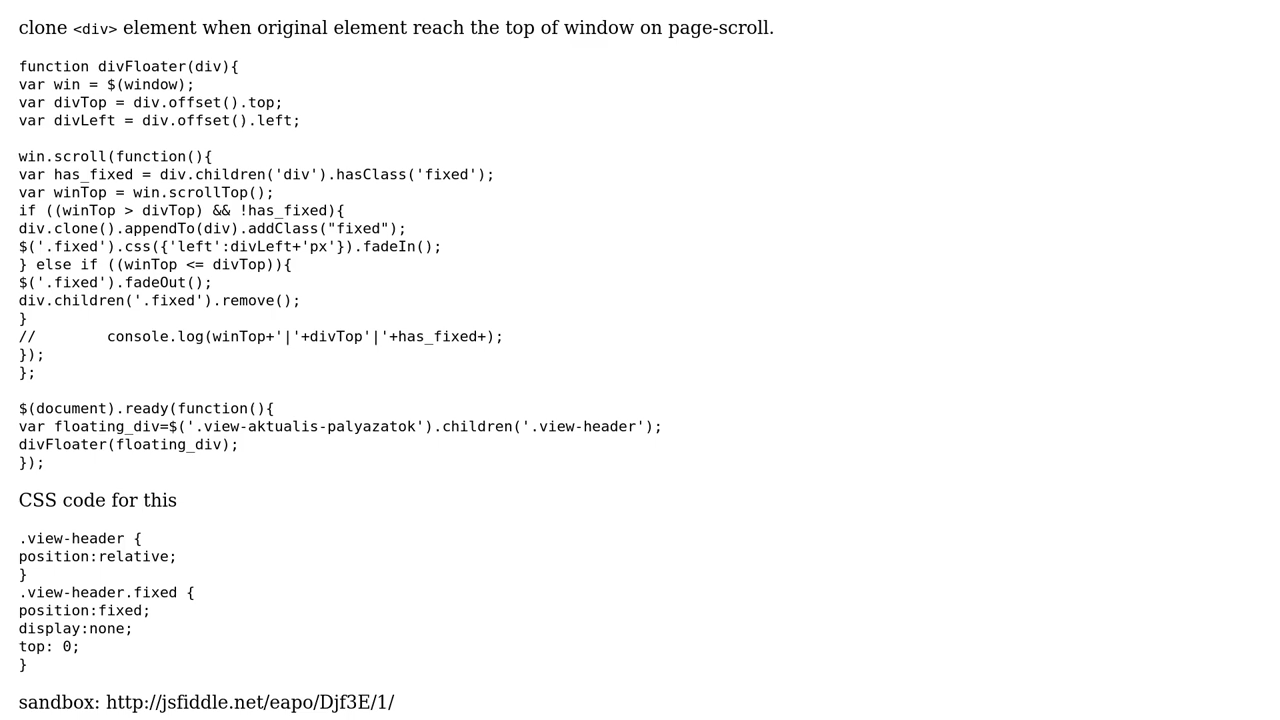 clone <div> element when original element reach the top of window on page-scroll.
function divFloater(div){
var win = $(window);
var divTop = div.offset().top;
var divLeft = div.offset().left;
win.scroll(function(){
var has_fixed = div.children('div').hasClass('fixed');
var winTop = win.scrollTop();
if ((winTop > divTop) && !has_fixed){
div.clone().appendTo(div).addClass("fixed");
$('.fixed').css({'left':divLeft+'px'}).fadeIn();
} else if ((winTop <= divTop)){
$('.fixed').fadeOut();
div.children('.fixed').remove();
}
//        console.log(winTop+'|'+divTop'|'+has_fixed+);
});
};
$(document).ready(function(){
var floating_div=$('.view-aktualis-palyazatok').children('.view-header');
divFloater(floating_div);
});
CSS code for this
.view-header {
position:relative;
}
.view-header.fixed {
position:fixed;
display:none;
top: 0;
}
sandbox: http://jsfiddle.net/eapo/Djf3E/1/